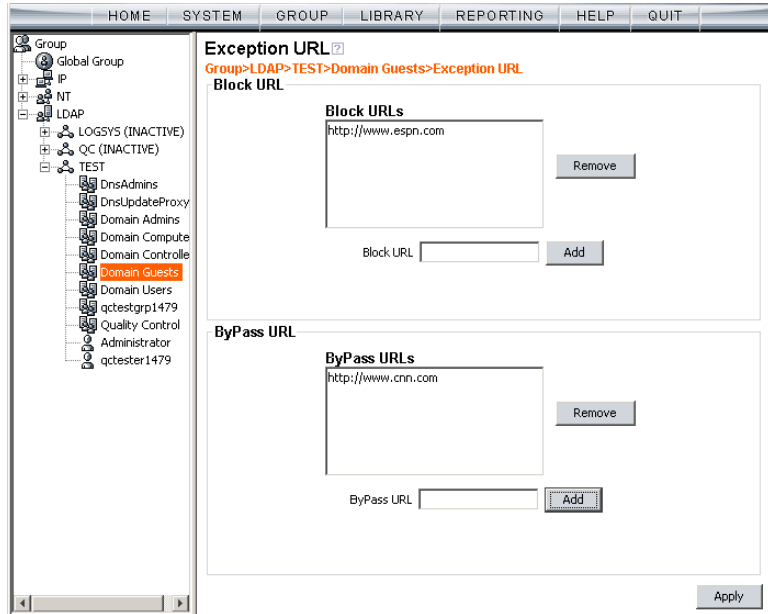 HOME SYSTEM GROUP LIBRARY REPORTING HELP QUIT
Group
Global Group
IP
NT
LDAP
LOGSYS (INACTIVE)
QC (INACTIVE)
TEST
DnsAdmins
DnsUpdateProxy
Domain Admins
Domain Compute
Domain Controlle
Domain Guests
Domain Users
qctestgrp1479
Quality Control
Administrator
qctester1479
Exception URL?
Group>LDAP>TEST>Domain Guests>Exception URL
Block URL
Block URLs
http://www.espn.com
Remove
Block URL Add
ByPass URL
ByPass URLs
http://www.cnn.com
Remove
ByPass URL Add
Apply